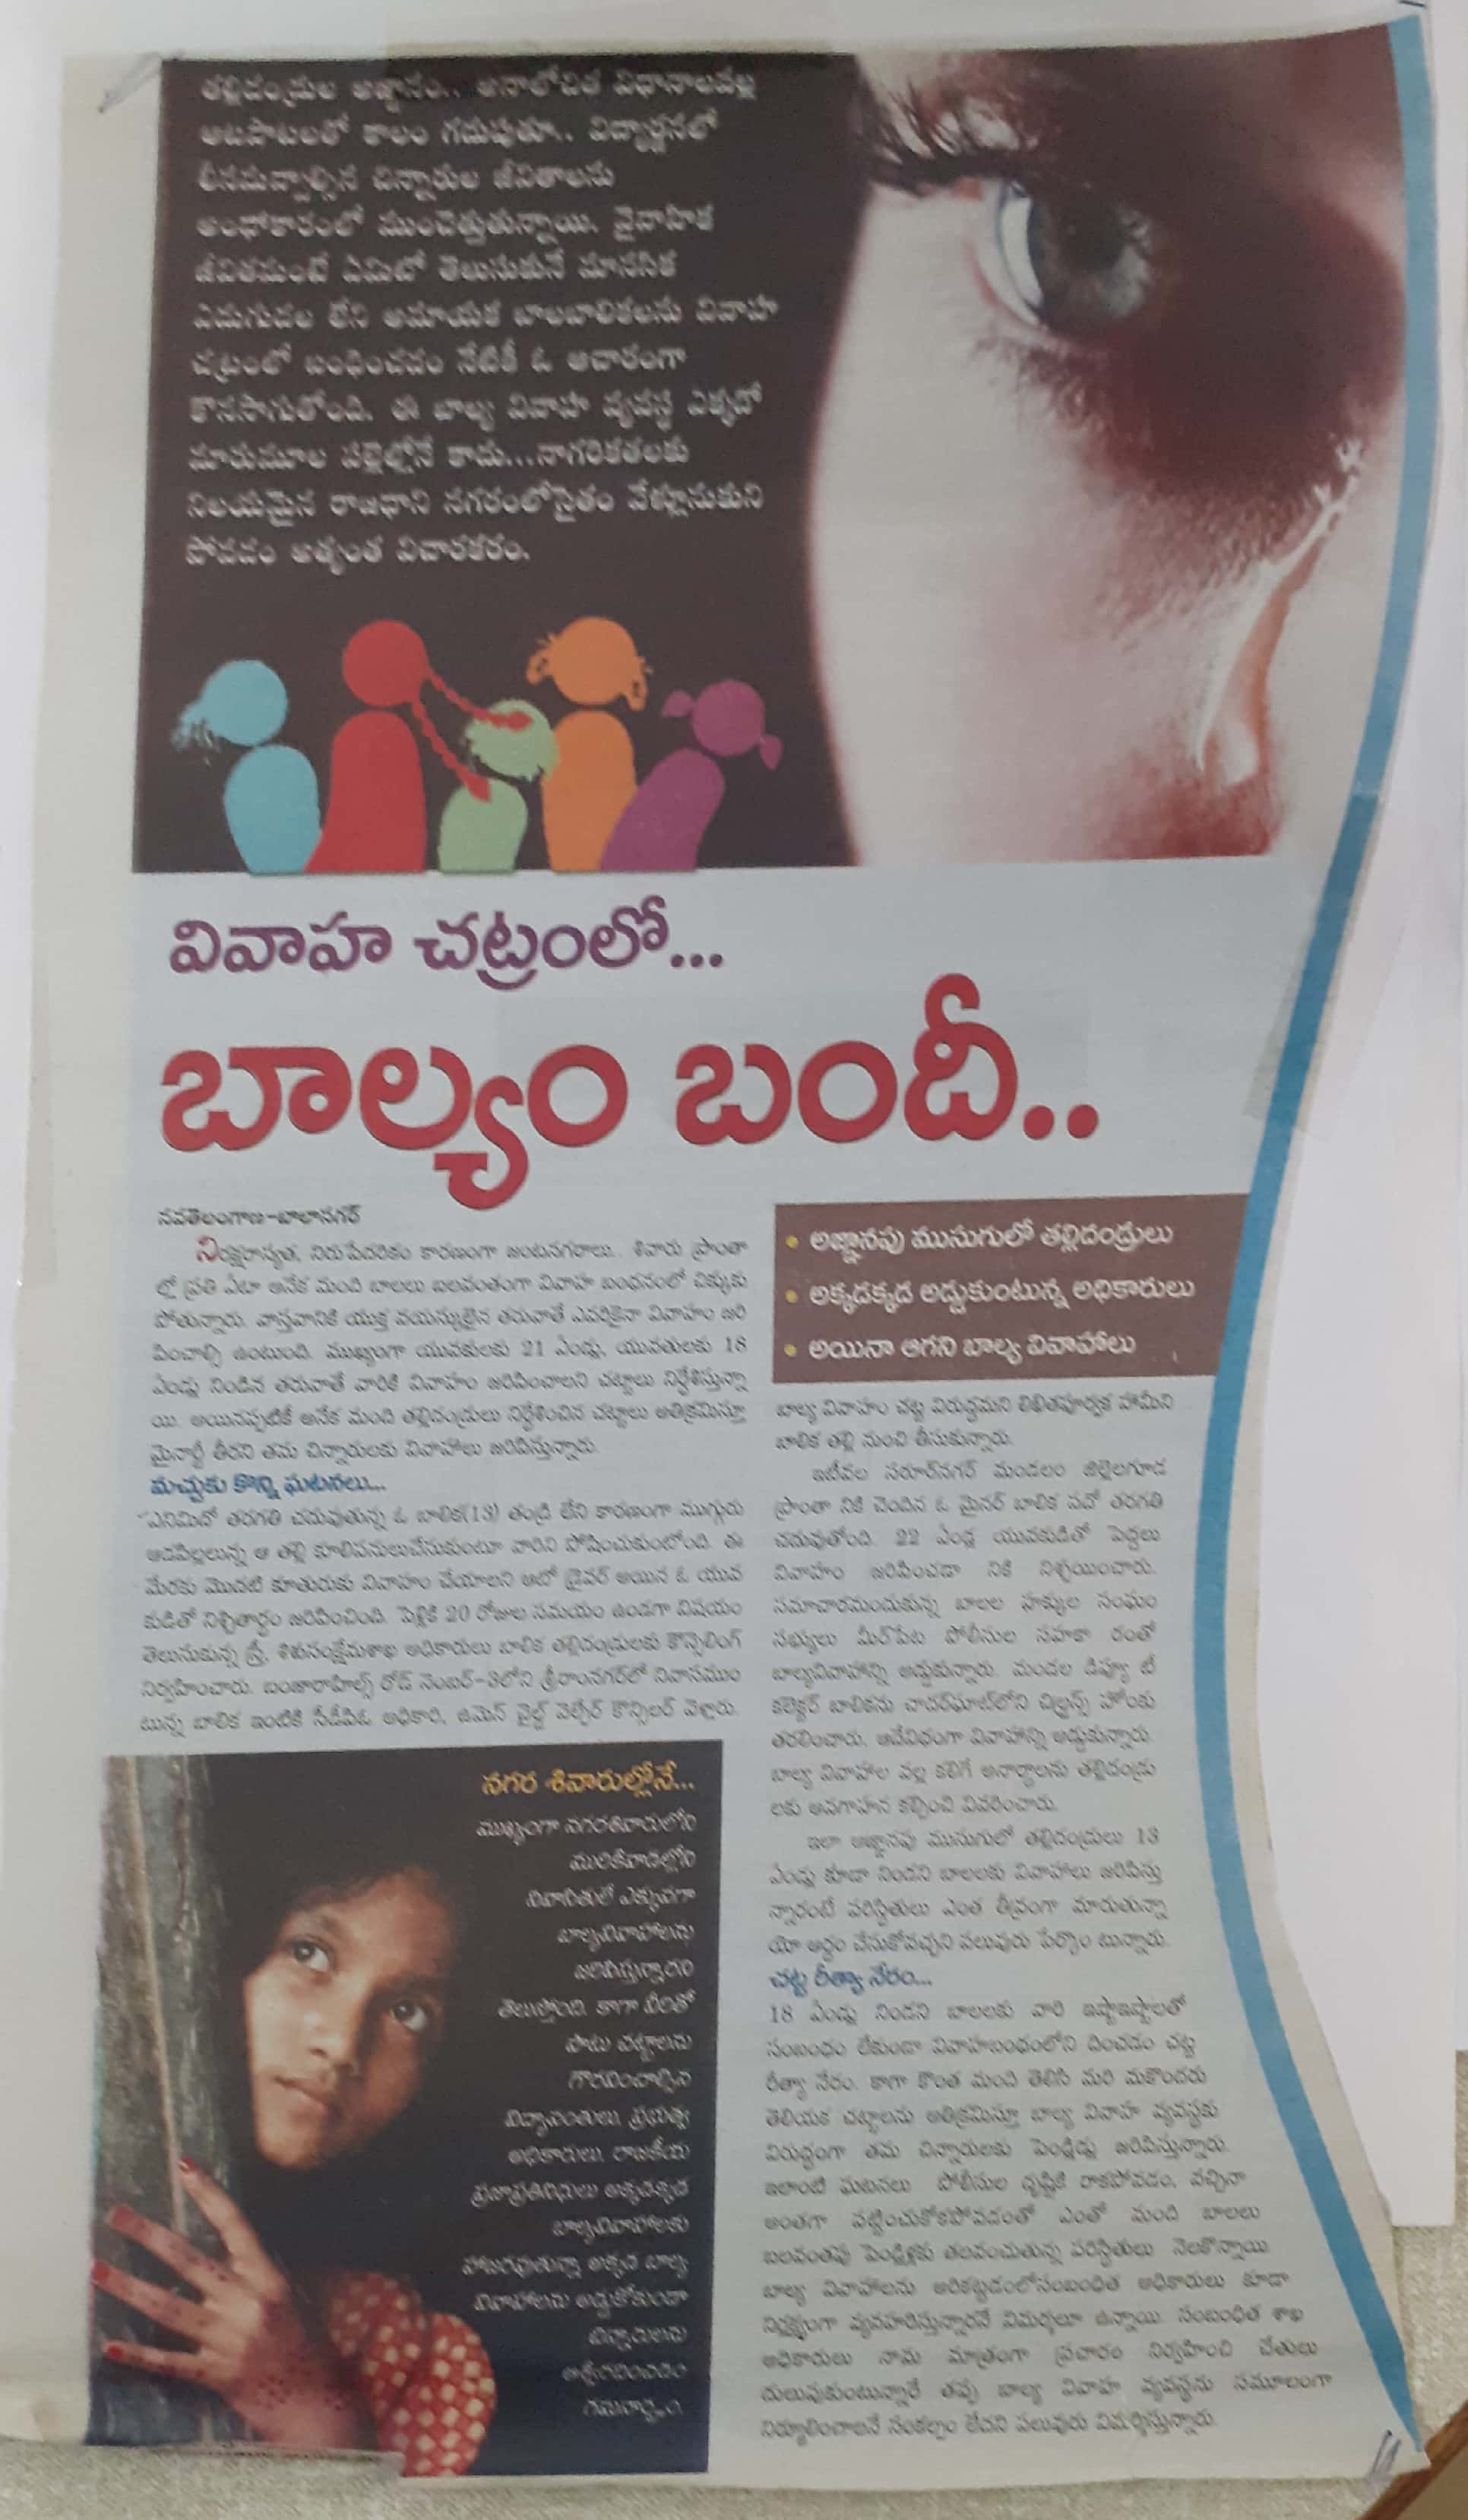 తల్లిదండ్రుల అజ్ఞానం.. అనాలోచిత విధానాలవల్ల
ఆటపాటలతో కాలం గడుపుతూ.. విద్యార్జనలో
లీనమవ్వాల్సిన చిన్నారుల జీవితాలను
అంధోకారంలో ముంచెత్తుతున్నాయి. వైవాహిక
జీవితమంటే ఏమిటో తెలుసుకునే మానసిక
ఎదుగుదల లేని అమాయక బాలబాలికలను వివాహ
చట్రంలో బంధించడం నేటికీ ఓ ఆచారంగా
కొనసాగుతోంది. ఈ బాల్య వివాహ వ్యవస్థ ఎక్కడో
మారుమూల పల్లెల్లోనే కాదు...నాగరికతలకు
నిలయమైన రాజధాని నగరంలోసైతం వేళ్లూనుకుని
పోవడం అత్యంత విచారకరం.
వివాహ చట్రంలో...
బాల్యం బందీ..
నవతెలంగాణ-బాలానగర్
నిరక్షరాస్యత, నిరుపేదరికం కారణంగా జంటనగరాలు.. శివారు ప్రాంతా
ల్లో ప్రతి ఏటా అనేక మంది బాలలు బలవంతంగా వివాహ బంధనంలో చిక్కుకు
పోతున్నారు. వాస్తవానికి యుక్త వయస్కులైన తరువాతే ఎవరికైనా వివాహం జరి
పించాల్సి ఉంటుంది. ముఖ్యంగా యువకులకు 21 ఏండ్లు, యువతులకు 18
ఏండ్లు నిండిన తరువాతే వారికి వివాహం జరిపించాలని చట్టాలు నిర్దేశిస్తున్నా
యి. అయినప్పటికీ అనేక మంది తల్లిదండ్రులు నిర్దేశించిన చట్టాలు అతిక్రమిస్తూ
మైనార్టీ తీరని తమ చిన్నారులకు వివాహాలు జరిపిస్తున్నారు.
మచ్చుకు కొన్ని ఘటనలు...
ఎనిమిదో తరగతి చదువుతున్న ఓ బాలిక(13) తండ్రి లేని కారణంగా ముగ్గురు
ఆడపిల్లలున్న ఆ తల్లి కూలిపనులుచేసుకుంటూ వారిని పోషించుకుంటోంది. ఈ
మేరకు మొదటి కూతురుకు వివాహం చేయాలని ఆటో డ్రైవర్ అయిన ఓ యువ
కుడితో నిశ్చితార్థం జరిపించింది. పెళ్లికి 20 రోజుల సమయం ఉండగా విషయం
తెలుసుకున్న స్త్రీ, శిశుసంక్షేమశాఖ అధికారులు బాలిక తల్లిదండ్రులకు కౌన్సెలింగ్
నిర్వహించారు. బంజారాహిల్స్ రోడ్ నెంబర్-8లోని శ్రీరాంనగర్‌లో నివాసముం
టున్న బాలిక ఇంటికి సీడీపీఓ అధికారి, ఉమెన్ చైల్డ్ వెల్ఫేర్ కౌన్సిలర్ వెళ్లారు.
నగర శివారుల్లోనే...
ముఖ్యంగా నగరశివారులోని
మురికివాడల్లోని
నివాసితులే ఎక్కువగా
బాల్యవివాహాలను
జరిపిస్తున్నారని
తెలుస్తోంది. కాగా వీరితో
పాటు చట్టాలను
గౌరవించాల్సిన
విద్యావంతులు, ప్రభుత్వ
అధికారులు, రాజకీయ
ప్రజాప్రతినిధులు అక్కడక్కడ
బాల్యవివాహాలకు
హాజరవుతున్నా అక్కడ బాల్య
వివాహాలను అడ్డుకోకుండా
చిన్నారులను
ఆశీర్వదించడం
గమనార్హం.
• అజ్ఞానపు ముసుగులో తల్లిదండ్రులు
• అక్కడక్కడ అడ్డుకుంటున్న అధికారులు
• అయినా ఆగని బాల్య వివాహాలు
బాల్య వివాహం చట్ట విరుద్ధమని లిఖితపూర్వక హామీని
బాలిక తల్లి నుంచి తీసుకున్నారు.
ఇటీవల సరూర్‌నగర్ మండలం జిల్లెలగూడ
ప్రాంతా నికి చెందిన ఓ మైనర్ బాలిక పదో తరగతి
చదువుతోంది. 22 ఏండ్ల యువకుడితో పెద్దలు
వివాహం జరిపించడా నికి నిశ్చయించారు.
సమాచారమందుకున్న బాలల హక్కుల సంఘం
సభ్యులు మీర్‌పేట పోలీసుల సహకా రంతో
బాల్యవివాహాన్ని అడ్డుకున్నారు. మండల డిప్యూ టీ
కలెక్టర్ బాలికను చాదర్‌ఘాట్‌లోని చిల్డ్రన్స్ హోంకు
తరలించారు. అదేవిధంగా వివాహాన్ని అడ్డుకున్నారు.
బాల్య వివాహాల వల్ల కలిగే అనార్థాలను తల్లిదండ్రు
లకు అవగాహన కల్పించి వివరించారు.
ఇలా అజ్ఞానపు ముసుగులో తల్లిదండ్రులు 13
ఏండ్లు కూడా నిండని బాలలకు వివాహాలు జరిపిస్తు
న్నారంటే పరిస్థితులు ఎంత తీవ్రంగా మారుతున్నా
యో అర్థం చేసుకోవచ్చని పలువురు పేర్కొం టున్నారు.
చట్ట రీత్యా నేరం...
18 ఏండ్లు నిండని బాలలకు వారి ఇష్టాఇష్టాలతో
సంబంధం లేకుండా వివాహబంధంలోని దించడం చట్ట
రీత్యా నేరం. కాగా కొంత మంది తెలిసి మరి మకొందరు
తెలియక చట్టాలను అతిక్రమిస్తూ బాల్య వివాహ వ్యవస్థకు
విరుద్ధంగా తమ చిన్నారులకు పెండ్లిండ్లు జరిపిస్తున్నారు.
ఇలాంటి ఘటనలు పోలీసుల దృష్టికి రాకపోవడం, వచ్చినా
అంతగా పట్టించుకోకపోవడంతో ఎంతో మంది బాలలు
బలవంతపు పెండ్లిళ్లకు తలవంచుతున్న పరిస్థితులు నెలకొన్నాయి.
బాల్య వివాహాలను అరికట్టడంలోసంబంధిత అధికారులు కూడా
నిర్లక్ష్యంగా వ్యవహరిస్తున్నారనే విమర్శలూ ఉన్నాయి. సంబంధిత శాఖ
అధికారులు నామ మాత్రంగా ప్రచారం నిర్వహించి చేతులు
దులుపుకుంటున్నారే తప్ప బాల్య వివాహ వ్యవస్థను సమూలంగా
నిర్మూలించాలనే సంకల్పం లేదని పలువురు విమర్శిస్తున్నారు.